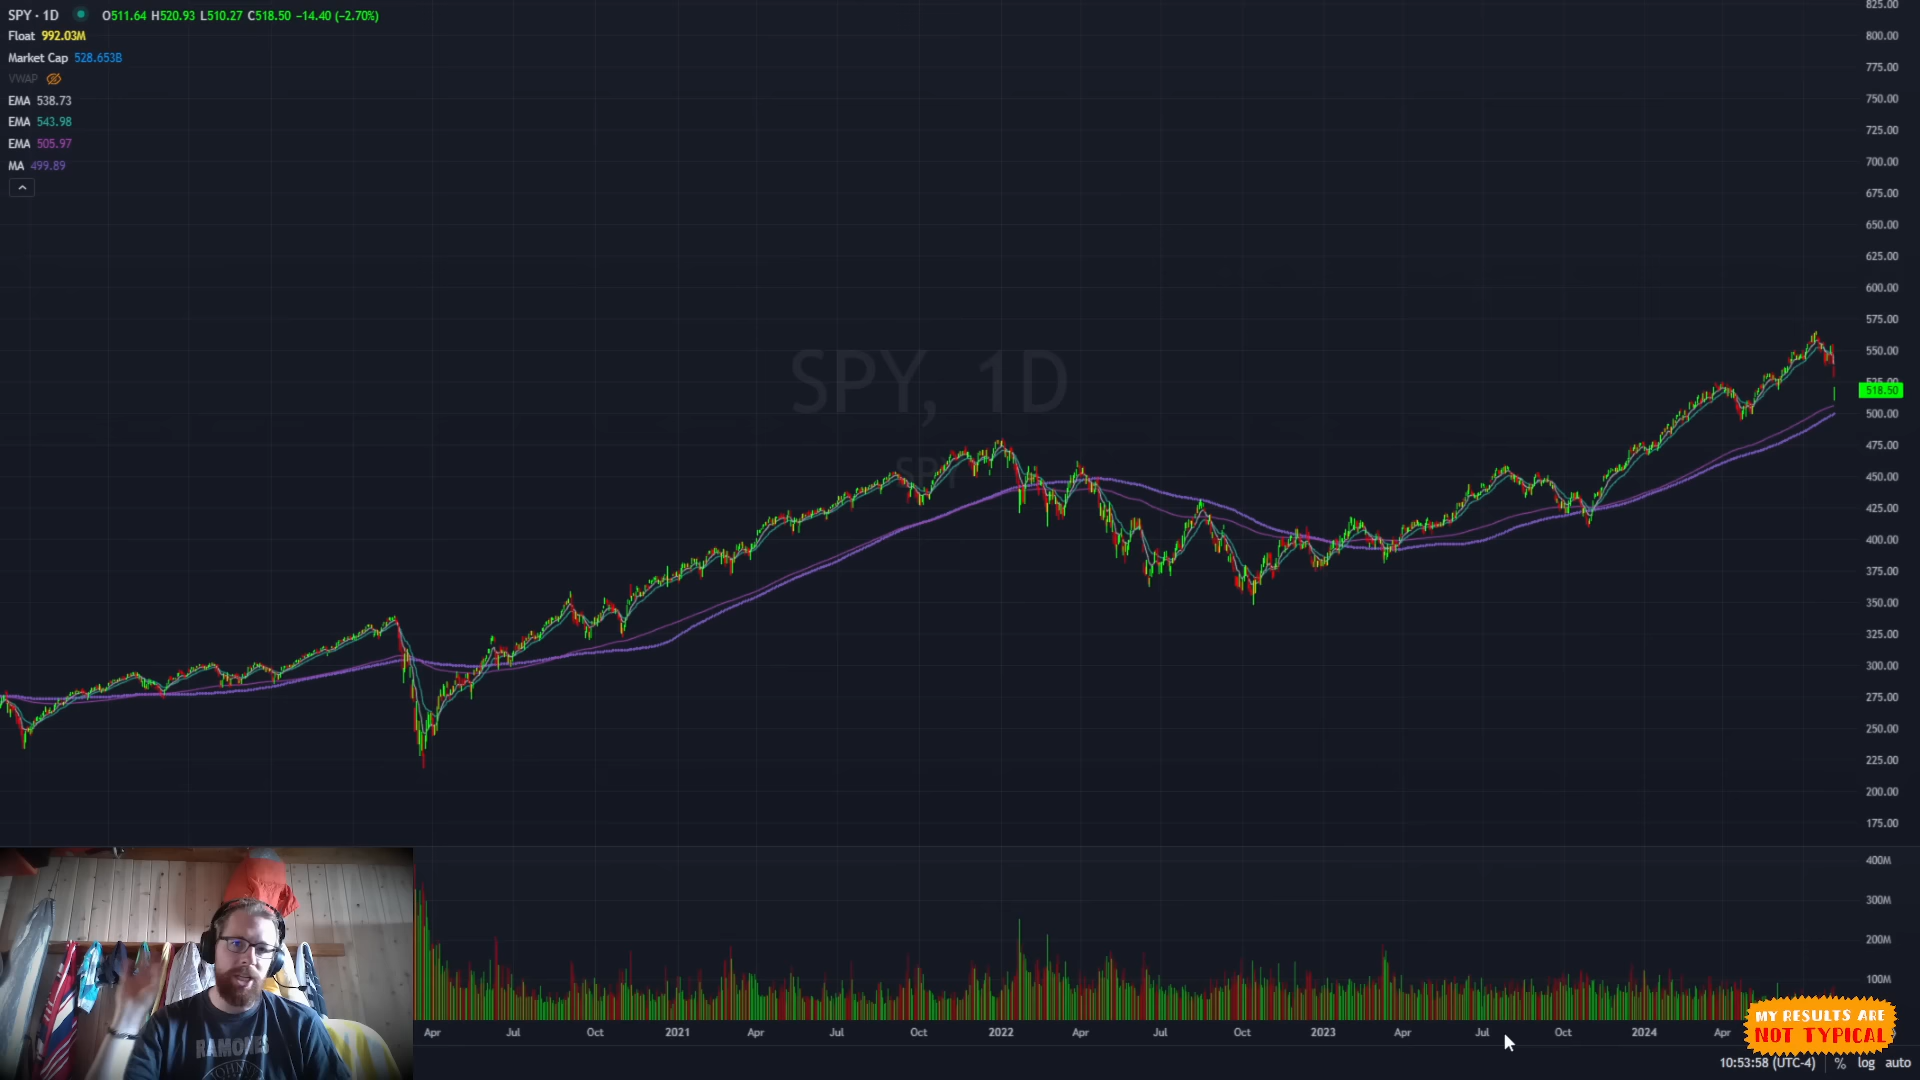 SPY · 1D O511.64 H520.93 L510.27 C518.50 −14.40 (−2.70%)
Float 992.03M
Market Cap 528.653B
VWAP
EMA 538.73
EMA 543.98
EMA 505.97
MA 499.89
SPY, 1D
SPY
825.00
800.00
775.00
750.00
725.00
700.00
675.00
650.00
625.00
600.00
575.00
550.00
525.00
518.50
500.00
475.00
450.00
425.00
400.00
375.00
350.00
325.00
300.00
275.00
250.00
225.00
200.00
175.00
400M
300M
200M
100M
RAMONES
Apr Jul Oct 2021 Apr Jul Oct 2022 Apr Jul Oct 2023 Apr Jul Oct 2024 Apr
MY RESULTS ARE
NOT TYPICAL
10:53:58 (UTC-4) % log auto